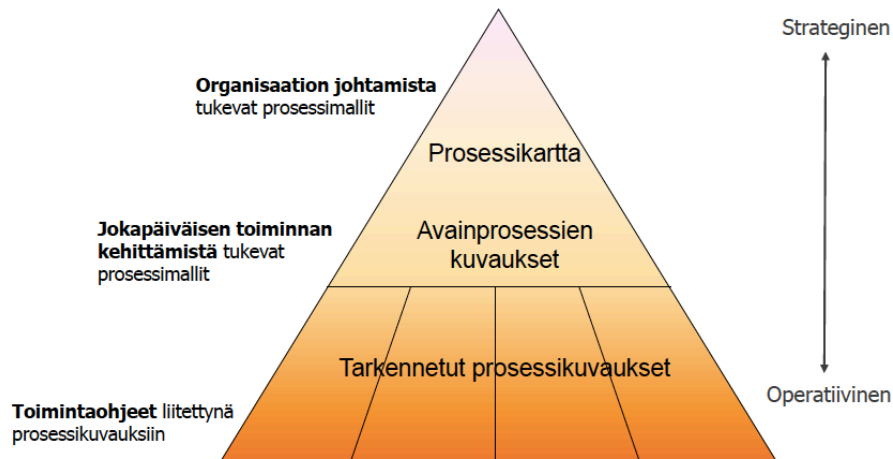 Strateginen
Organisaation johtamista
tukevat prosessimallit
Prosessikartta
Jokapäiväisen toiminnan
kehittämistä tukevat
prosessimallit
Avainprosessien
kuvaukset
Tarkennetut prosessikuvaukset
Operatiivinen
Toimintaohjeet liitettynä
prosessikuvauksiin